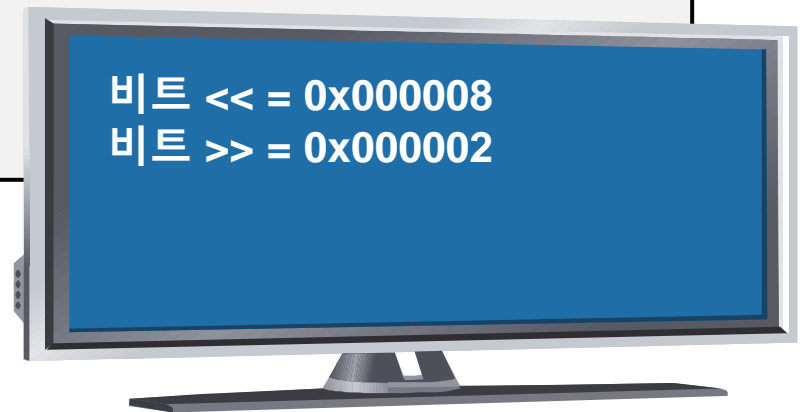 비트 << = 0x000008
비트 >> = 0x000002